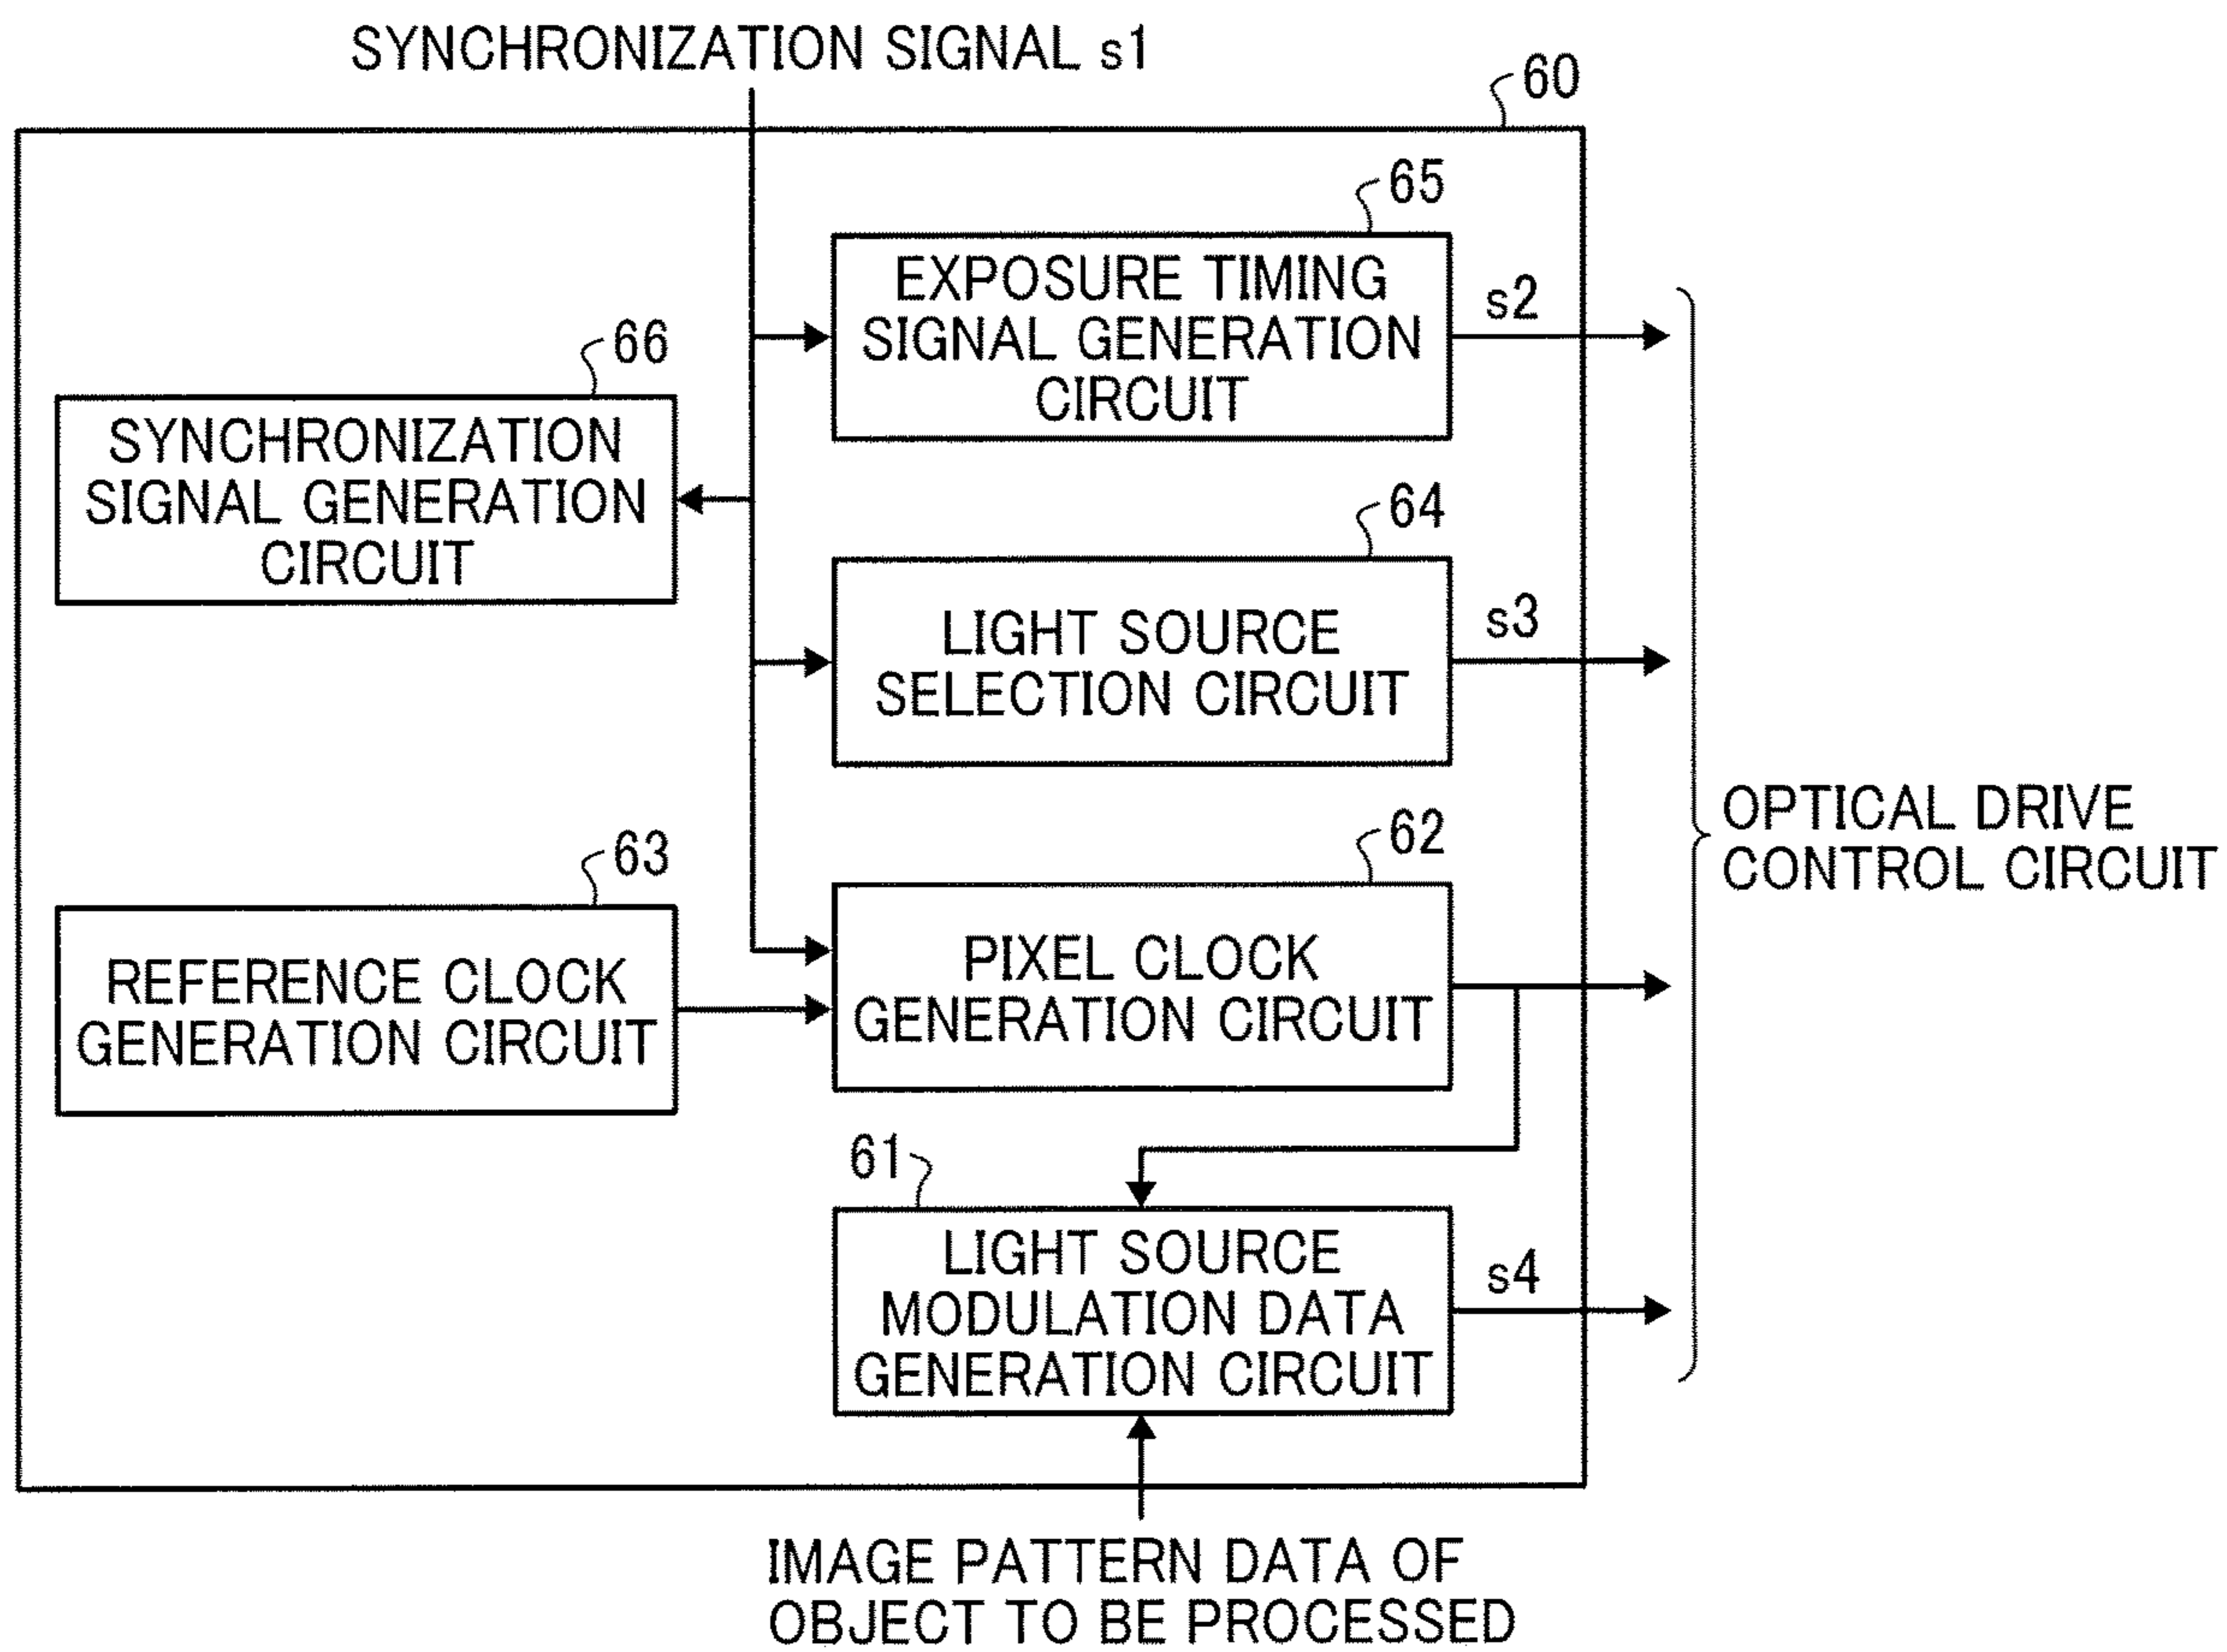 SYNCHRONIZATION SIGNAL s1
60
65
EXPOSURE TIMING
SIGNAL GENERATION
CIRCUIT
s2
66
SYNCHRONIZATION
SIGNAL GENERATION
CIRCUIT
64
LIGHT SOURCE
SELECTION CIRCUIT
s3
OPTICAL DRIVE
CONTROL CIRCUIT
63
REFERENCE CLOCK
GENERATION CIRCUIT
62
PIXEL CLOCK
GENERATION CIRCUIT
61
LIGHT SOURCE
MODULATION DATA
GENERATION CIRCUIT
s4
IMAGE PATTERN DATA OF
OBJECT TO BE PROCESSED